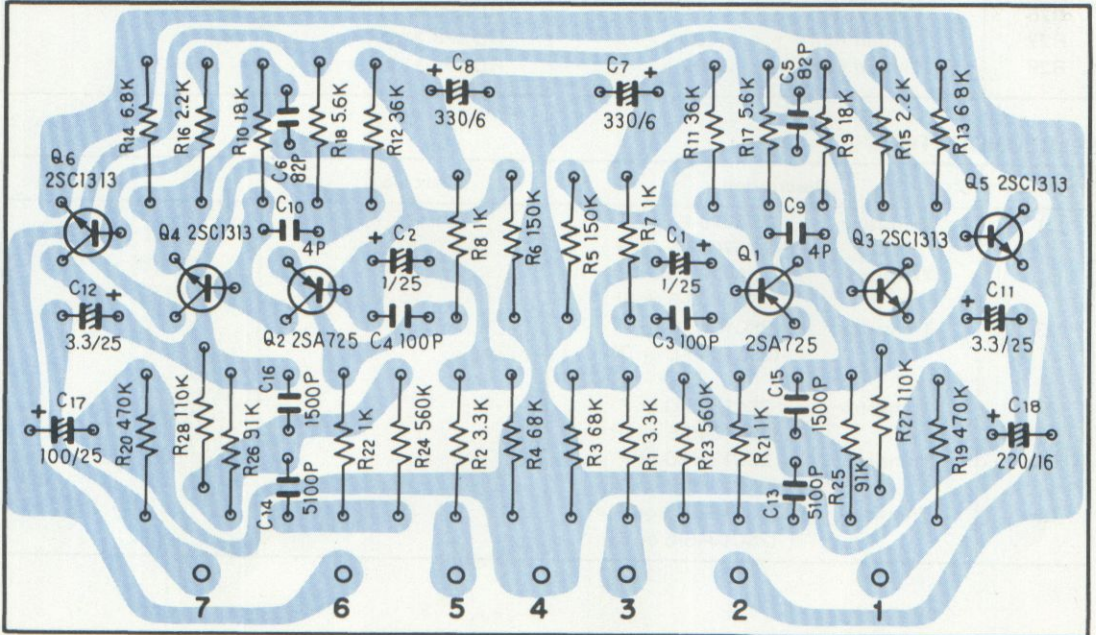 C8
C7
C5 82P
330/6
330/6
R14 6.8K
R16 2.2K
R10 18K
C6 82P
R18 5.6K
R12 36K
R11 36K
R17 5.6K
R9 18K
R15 2.2K
R13 6.8K
Q6
2SC1313
Q5 2SC1313
C10
4P
C9
4P
Q4 2SC1313
Q3 2SC1313
C2
1/25
R8 1K
R6 150K
R5 150K
R7 1K
C1
1/25
Q1
2SA725
C12
3.3/25
Q2 2SA725
C4 100P
C3 100P
C11
3.3/25
C17
100/25
R20 470K
R28 110K
R26 91K
C16
1500P
C14
5100P
R22 1K
R24 560K
R2 3.3K
R4 68K
R3 68K
R1 3.3K
R23 560K
R21 1K
C15
1500P
C13
5100P
R25
91K
R27 110K
R19 470K
C18
220/16
7 6 5 4 3 2 1